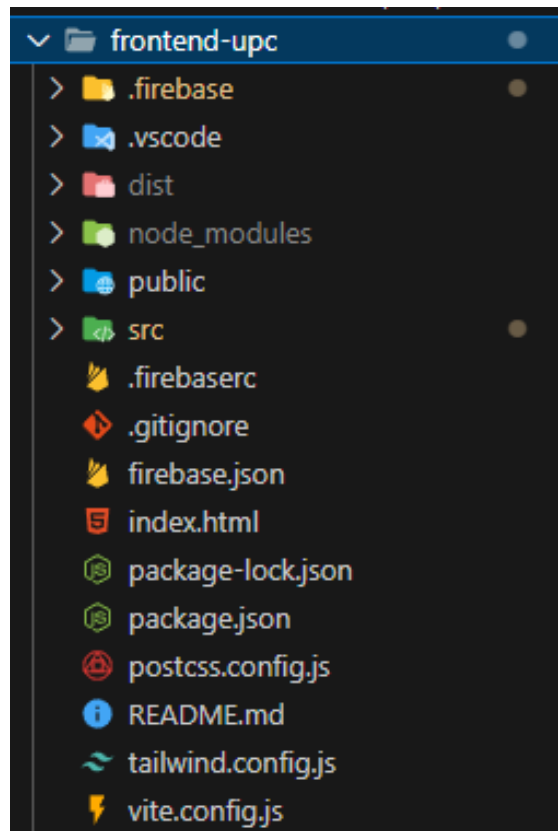 frontend-upc
.firebase
.vscode
dist
node_modules
public
src
.firebaserc
.gitignore
firebase.json
index.html
package-lock.json
package.json
postcss.config.js
README.md
tailwind.config.js
vite.config.js